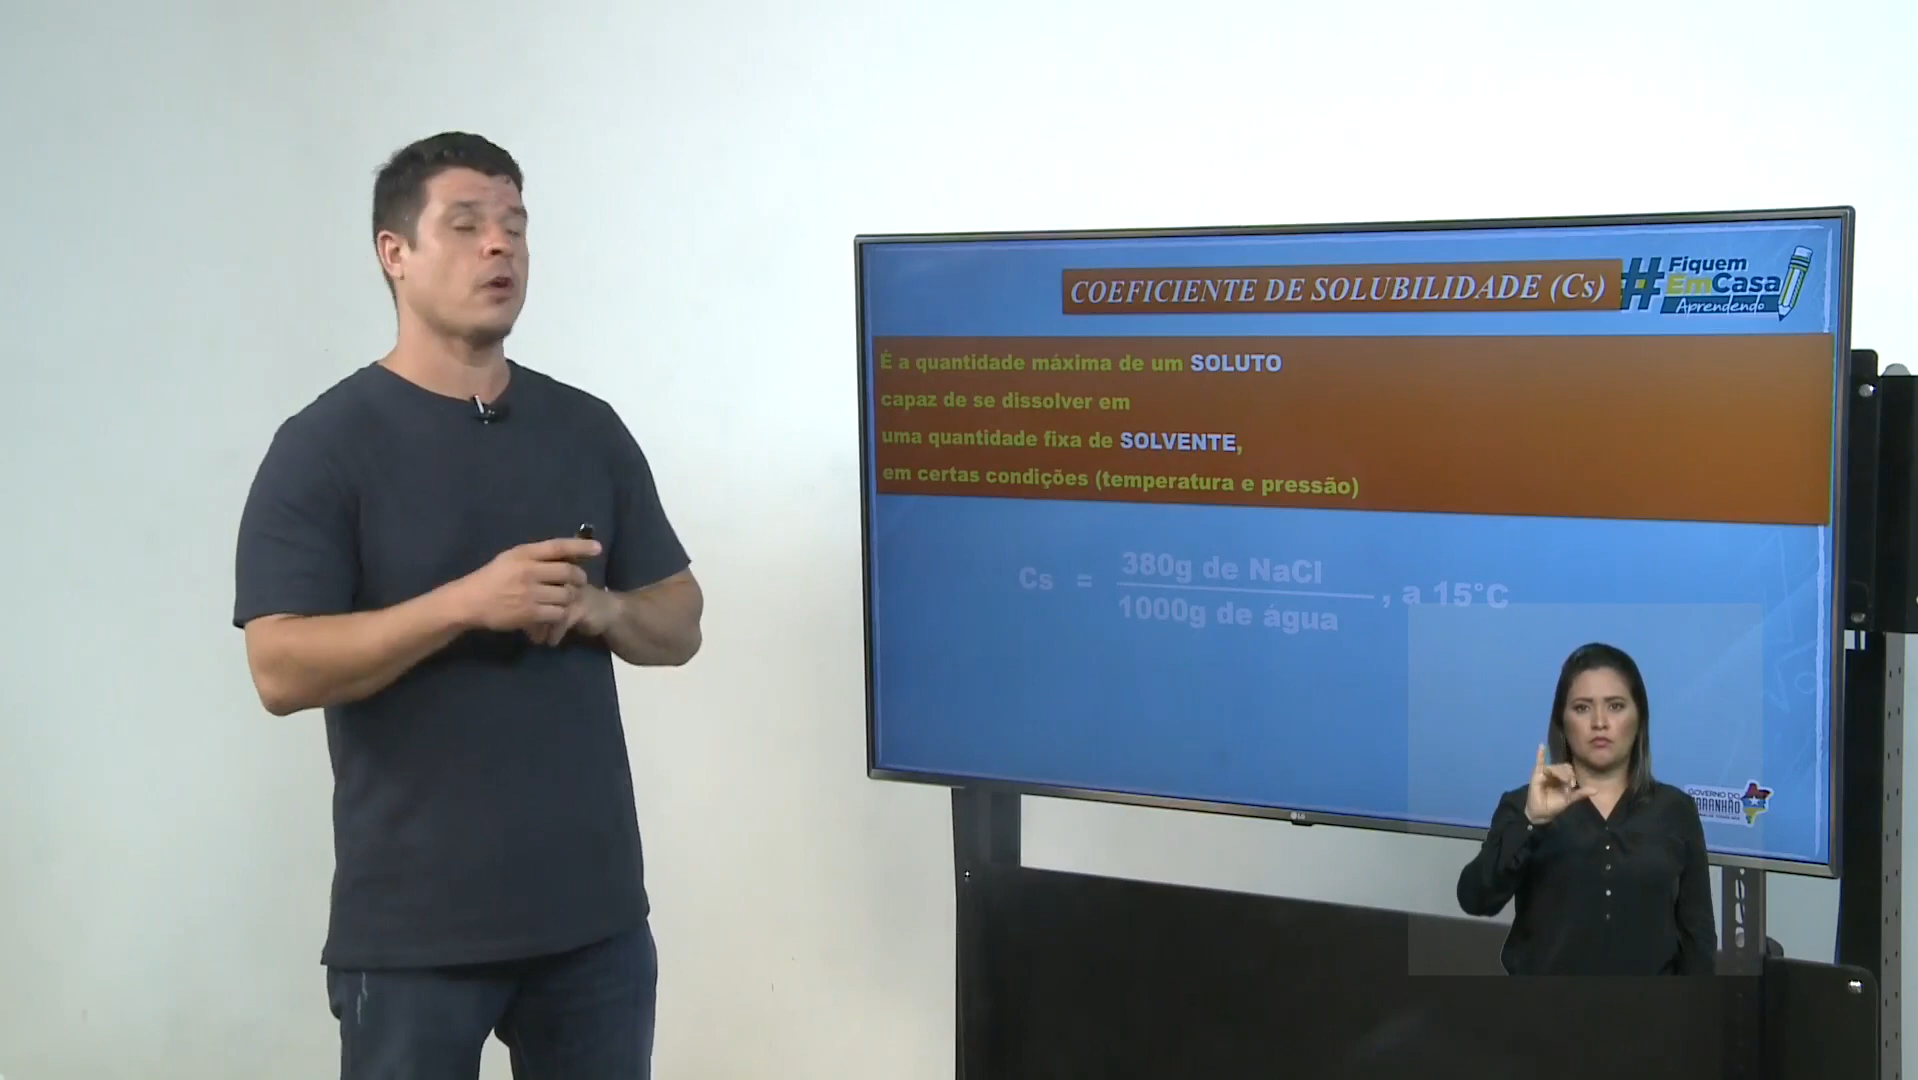 COEFICIENTE DE SOLUBILIDADE (Cs)
#Fiquem
EmCasa
Aprendendo
É a quantidade máxima de um SOLUTO
capaz de se dissolver em
uma quantidade fixa de SOLVENTE,
em certas condições (temperatura e pressão)
Cs = 380g de NaCl
1000g de água
, a 15°C
LG
GOVERNO DO